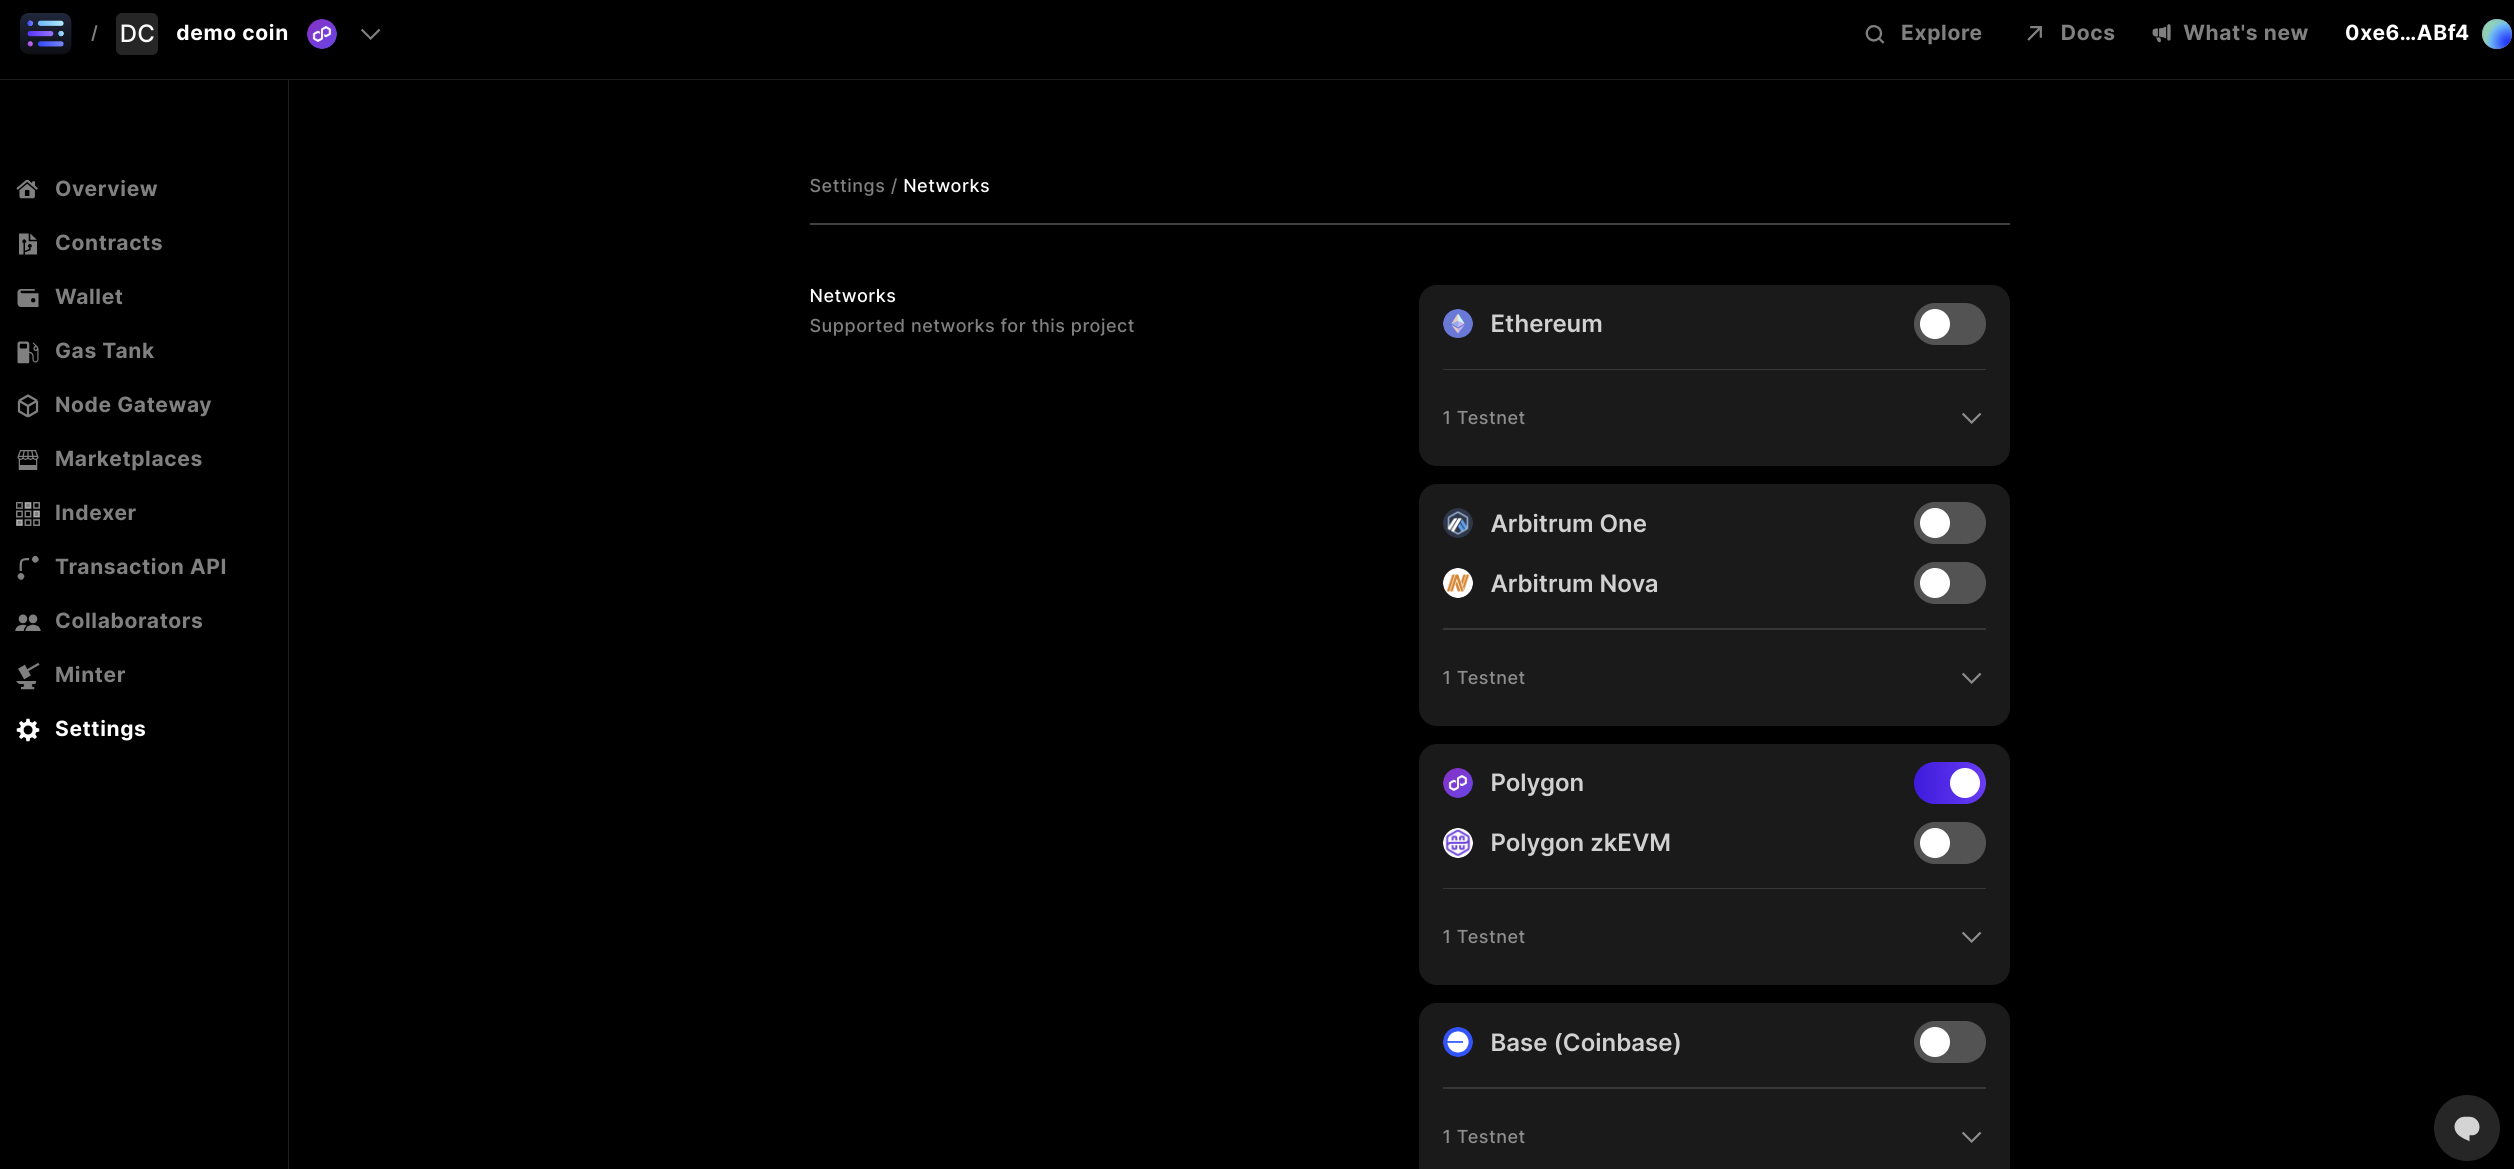 / DC demo coin
Explore
Docs
What's new
0xe6...ABf4
Overview
Contracts
Wallet
Gas Tank
Node Gateway
Marketplaces
Indexer
Transaction API
Collaborators
Minter
Settings
Settings / Networks
Networks
Supported networks for this project
Ethereum
1 Testnet
Arbitrum One
Arbitrum Nova
1 Testnet
Polygon
Polygon zkEVM
1 Testnet
Base (Coinbase)
1 Testnet